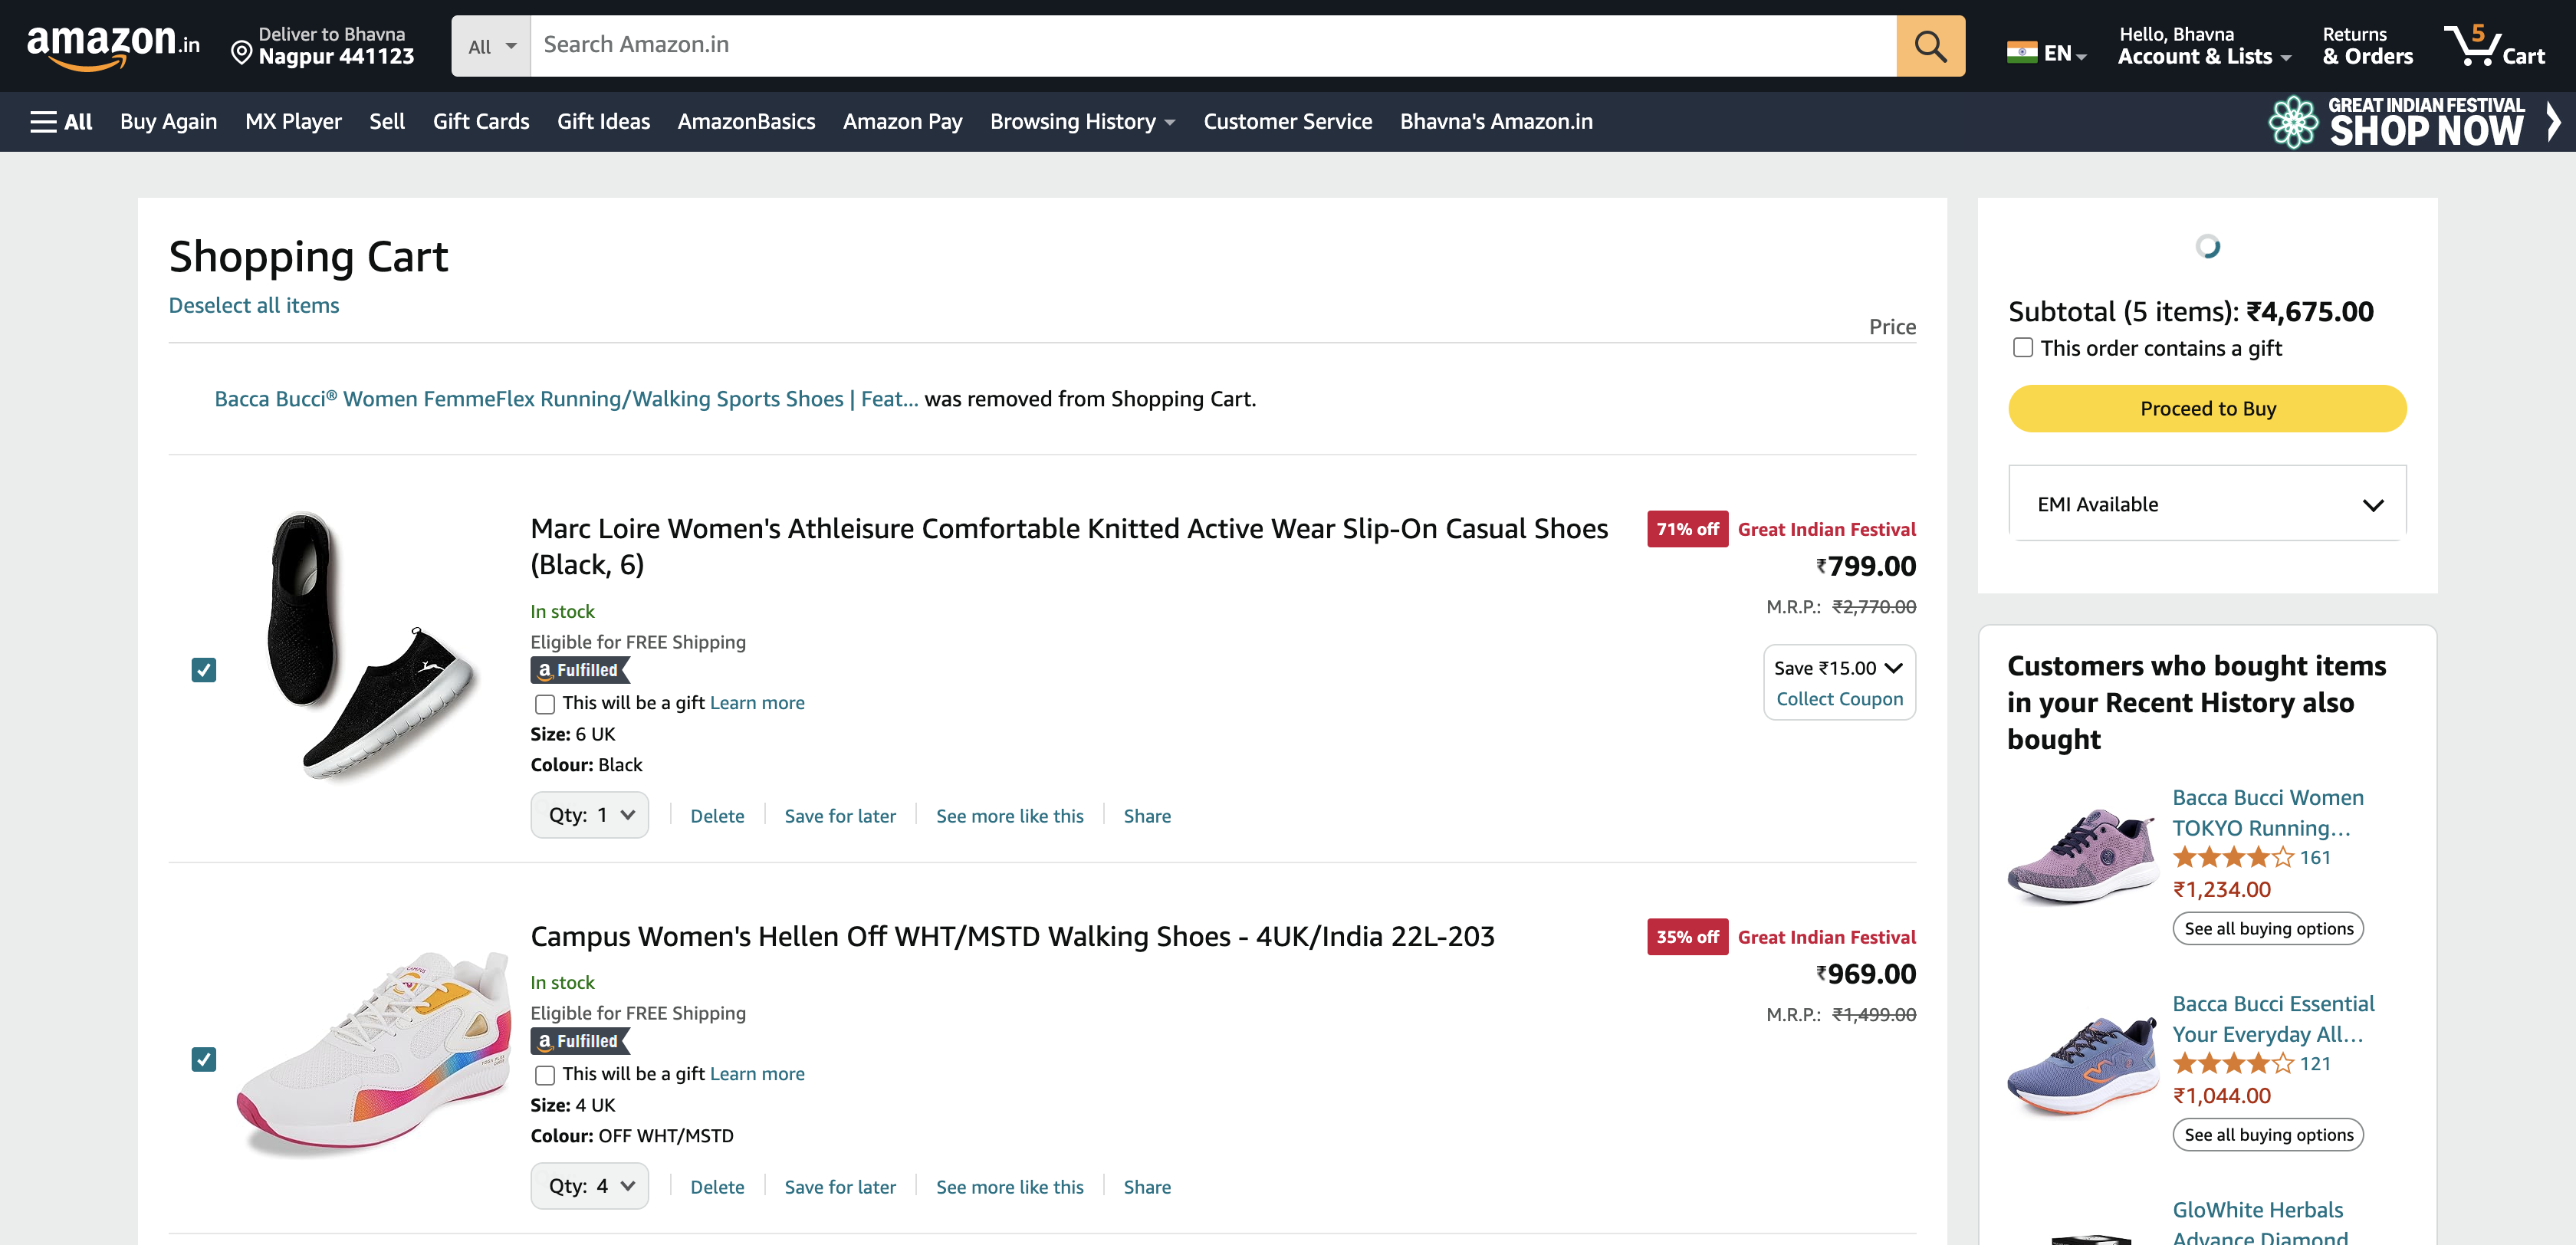 amazon.in
Deliver to Bhavna
Nagpur 441123
All
Search Amazon.in
EN
Hello, Bhavna
Account & Lists
Returns
& Orders
5
Cart
All
Buy Again
MX Player
Sell
Gift Cards
Gift Ideas
AmazonBasics
Amazon Pay
Browsing History
Customer Service
Bhavna's Amazon.in
GREAT INDIAN FESTIVAL
SHOP NOW
Shopping Cart
Deselect all items
Price
Bacca Bucci® Women FemmeFlex Running/Walking Sports Shoes | Feat... was removed from Shopping Cart.
Marc Loire Women's Athleisure Comfortable Knitted Active Wear Slip-On Casual Shoes
(Black, 6)
71% off Great Indian Festival
₹799.00
M.R.P.: ₹2,770.00
In stock
Eligible for FREE Shipping
a Fulfilled
Save ₹15.00
Collect Coupon
This will be a gift Learn more
Size: 6 UK
Colour: Black
Qty: 1
Delete
Save for later
See more like this
Share
Campus Women's Hellen Off WHT/MSTD Walking Shoes - 4UK/India 22L-203
35% off Great Indian Festival
₹969.00
M.R.P.: ₹1,499.00
In stock
Eligible for FREE Shipping
a Fulfilled
This will be a gift Learn more
Size: 4 UK
Colour: OFF WHT/MSTD
Qty: 4
Delete
Save for later
See more like this
Share
Subtotal (5 items): ₹4,675.00
This order contains a gift
Proceed to Buy
EMI Available
Customers who bought items
in your Recent History also
bought
Bacca Bucci Women
TOKYO Running...
161
₹1,234.00
See all buying options
Bacca Bucci Essential
Your Everyday All...
121
₹1,044.00
See all buying options
GloWhite Herbals
Advance Diamond